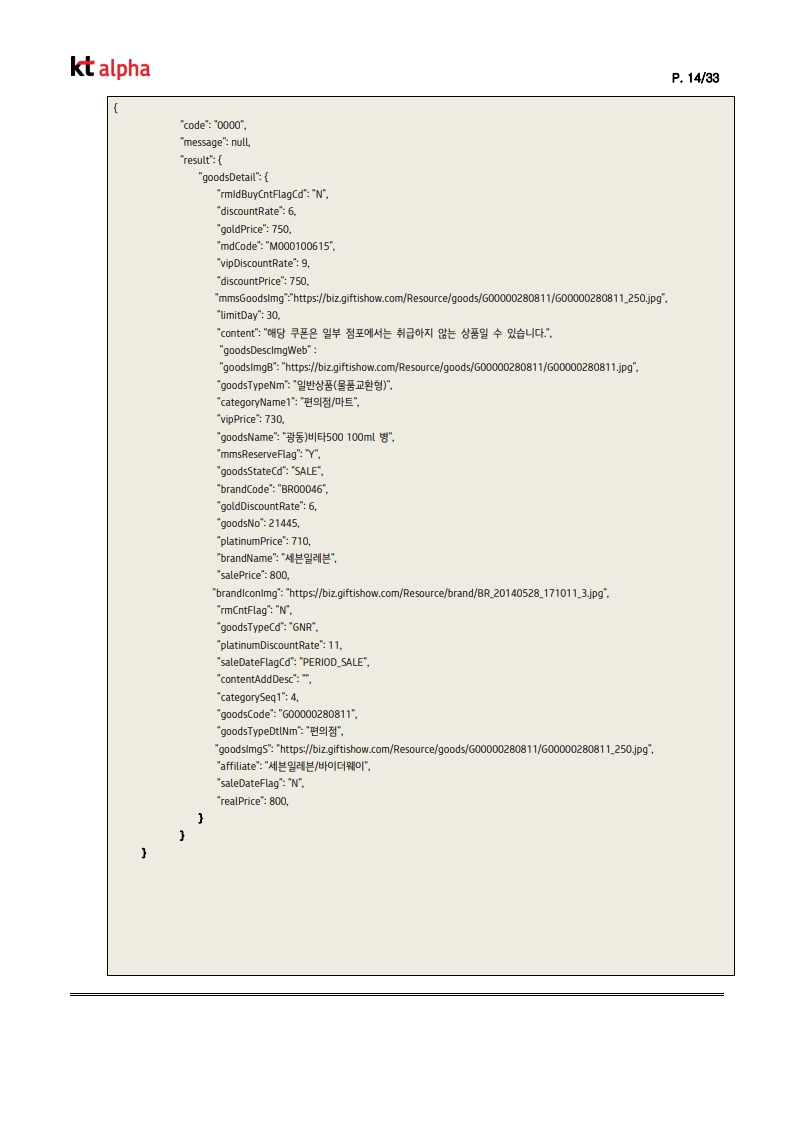 kt alpha
P. 14/33
{
"code": "0000",
"message": null,
"result": {
"goodsDetail": {
"rmIdBuyCntFlagCd": "N",
"discountRate": 6,
"goldPrice": 750,
"mdCode": "M000100615",
"vipDiscountRate": 9,
"discountPrice": 750,
"mmsGoodsImg":"https://biz.giftishow.com/Resource/goods/G00000280811/G00000280811_250.jpg",
"limitDay": 30,
"content": "해당 쿠폰은 일부 점포에서는 취급하지 않는 상품일 수 있습니다.",
"goodsDescImgWeb" :
"goodsImgB": "https://biz.giftishow.com/Resource/goods/G00000280811/G00000280811.jpg",
"goodsTypeNm": "일반상품(물품교환형)",
"categoryName1": "편의점/마트",
"vipPrice": 730,
"goodsName": "광동)비타500 100ml 병",
"mmsReserveFlag": "Y",
"goodsStateCd": "SALE",
"brandCode": "BR00046",
"goldDiscountRate": 6,
"goodsNo": 21445,
"platinumPrice": 710,
"brandName": "세븐일레븐",
"salePrice": 800,
"brandIconImg": "https://biz.giftishow.com/Resource/brand/BR_20140528_171011_3.jpg",
"rmCntFlag": "N",
"goodsTypeCd": "GNR",
"platinumDiscountRate": 11,
"saleDateFlagCd": "PERIOD_SALE",
"contentAddDesc": "",
"categorySeq1": 4,
"goodsCode": "G00000280811",
"goodsTypeDtlNm": "편의점",
"goodsImgS": "https://biz.giftishow.com/Resource/goods/G00000280811/G00000280811_250.jpg",
"affiliate": "세븐일레븐/바이더웨이",
"saleDateFlag": "N",
"realPrice": 800,
}
}
}